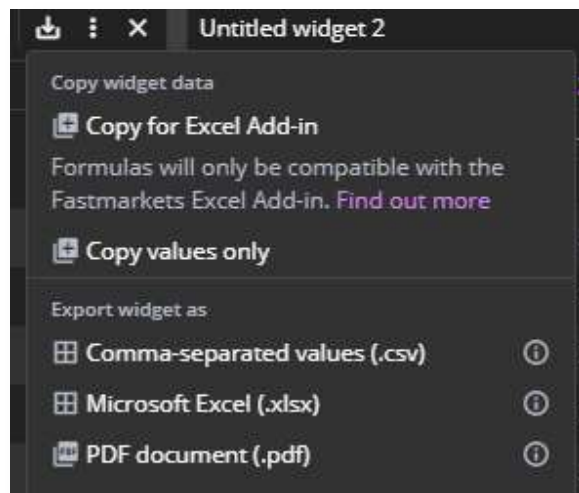 Untitled widget 2
Copy widget data
Copy for Excel Add-in
Formulas will only be compatible with the
Fastmarkets Excel Add-in. Find out more
Copy values only
Export widget as
Comma-separated values (.csv)
Microsoft Excel (.xlsx)
PDF document (.pdf)